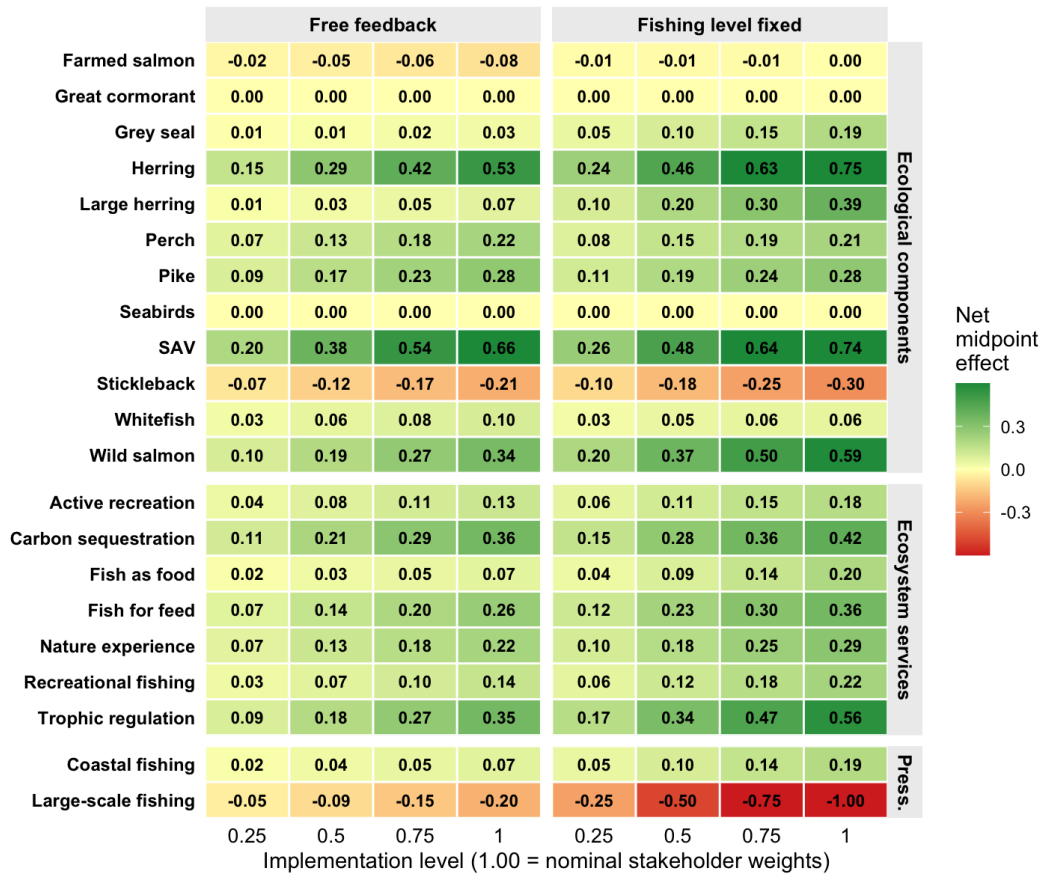 Free feedback Fishing level fixed
Farmed salmon -0.02 -0.05 -0.06 -0.08 -0.01 -0.01 -0.01 0.00
Great cormorant 0.00 0.00 0.00 0.00 0.00 0.00 0.00 0.00
Grey seal 0.01 0.01 0.02 0.03 0.05 0.10 0.15 0.19
Herring 0.15 0.29 0.42 0.53 0.24 0.46 0.63 0.75
Large herring 0.01 0.03 0.05 0.07 0.10 0.20 0.30 0.39
Perch 0.07 0.13 0.18 0.22 0.08 0.15 0.19 0.21
Pike 0.09 0.17 0.23 0.28 0.11 0.19 0.24 0.28
Seabirds 0.00 0.00 0.00 0.00 0.00 0.00 0.00 0.00
SAV 0.20 0.38 0.54 0.66 0.26 0.48 0.64 0.74
Stickleback -0.07 -0.12 -0.17 -0.21 -0.10 -0.18 -0.25 -0.30
Whitefish 0.03 0.06 0.08 0.10 0.03 0.05 0.06 0.06
Wild salmon 0.10 0.19 0.27 0.34 0.20 0.37 0.50 0.59
Ecological components
Active recreation 0.04 0.08 0.11 0.13 0.06 0.11 0.15 0.18
Carbon sequestration 0.11 0.21 0.29 0.36 0.15 0.28 0.36 0.42
Fish as food 0.02 0.03 0.05 0.07 0.04 0.09 0.14 0.20
Fish for feed 0.07 0.14 0.20 0.26 0.12 0.23 0.30 0.36
Nature experience 0.07 0.13 0.18 0.22 0.10 0.18 0.25 0.29
Recreational fishing 0.03 0.07 0.10 0.14 0.06 0.12 0.18 0.22
Trophic regulation 0.09 0.18 0.27 0.35 0.17 0.34 0.47 0.56
Ecosystem services
Coastal fishing 0.02 0.04 0.05 0.07 0.05 0.10 0.14 0.19
Large-scale fishing -0.05 -0.09 -0.15 -0.20 -0.25 -0.50 -0.75 -1.00
Press.
0.25 0.5 0.75 1 0.25 0.5 0.75 1
Implementation level (1.00 = nominal stakeholder weights)
Net
midpoint
effect
0.3
0.0
-0.3